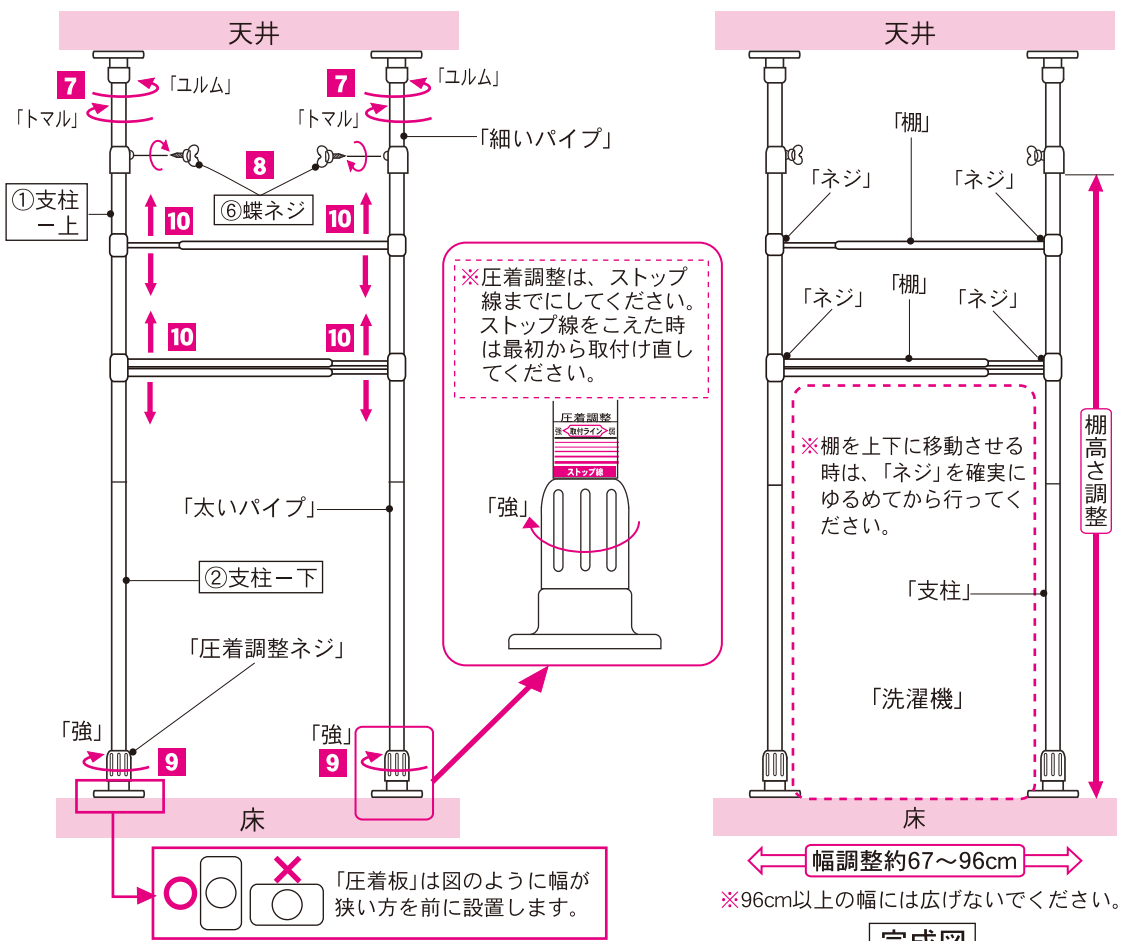 天井
7
「ユルム」
「トマル」
7
「ユルム」
「トマル」
「細いパイプ」
8
⑥蝶ネジ
①支柱
ー上
10
10
10
10
「太いパイプ」
②支柱ー下
「圧着調整ネジ」
「強」
9
「強」
9
床
「圧着板」は図のように幅が
狭い方を前に設置します。
※圧着調整は、ストップ
線までにしてください。
ストップ線をこえた時
は最初から取付け直し
てください。
圧着調整
強 取付ライン 弱
ストップ線
「強」
天井
「棚」
「ネジ」
「ネジ」
「棚」
「ネジ」
「ネジ」
※棚を上下に移動させる
時は、「ネジ」を確実に
ゆるめてから行ってく
ださい。
棚高さ調整
「支柱」
「洗濯機」
床
幅調整約67〜96cm
※96cm以上の幅には広げないでください。
完成図